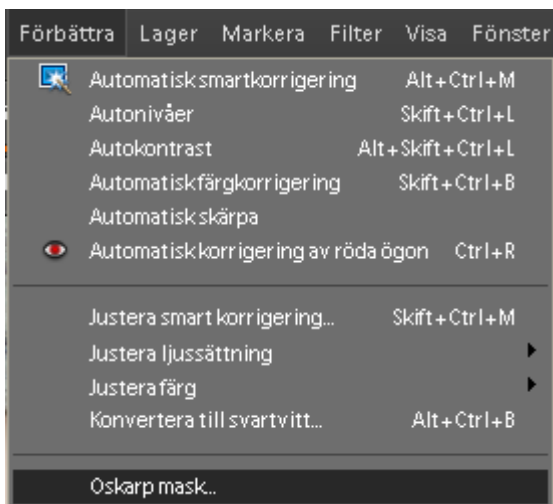 Förbättra Lager Markera Filter Visa Fönster
Automatisk smartkorrigering Alt+Ctrl+M
Autonivåer Skift+Ctrl+L
Autokontrast Alt+Skift+Ctrl+L
Automatisk färgkorrigering Skift+Ctrl+B
Automatisk skärpa
Automatisk korrigering av röda ögon Ctrl+R
Justera smart korrigering... Skift+Ctrl+M
Justera ljussättning
Justera färg
Konvertera till svartvitt... Alt+Ctrl+B
Oskarp mask...